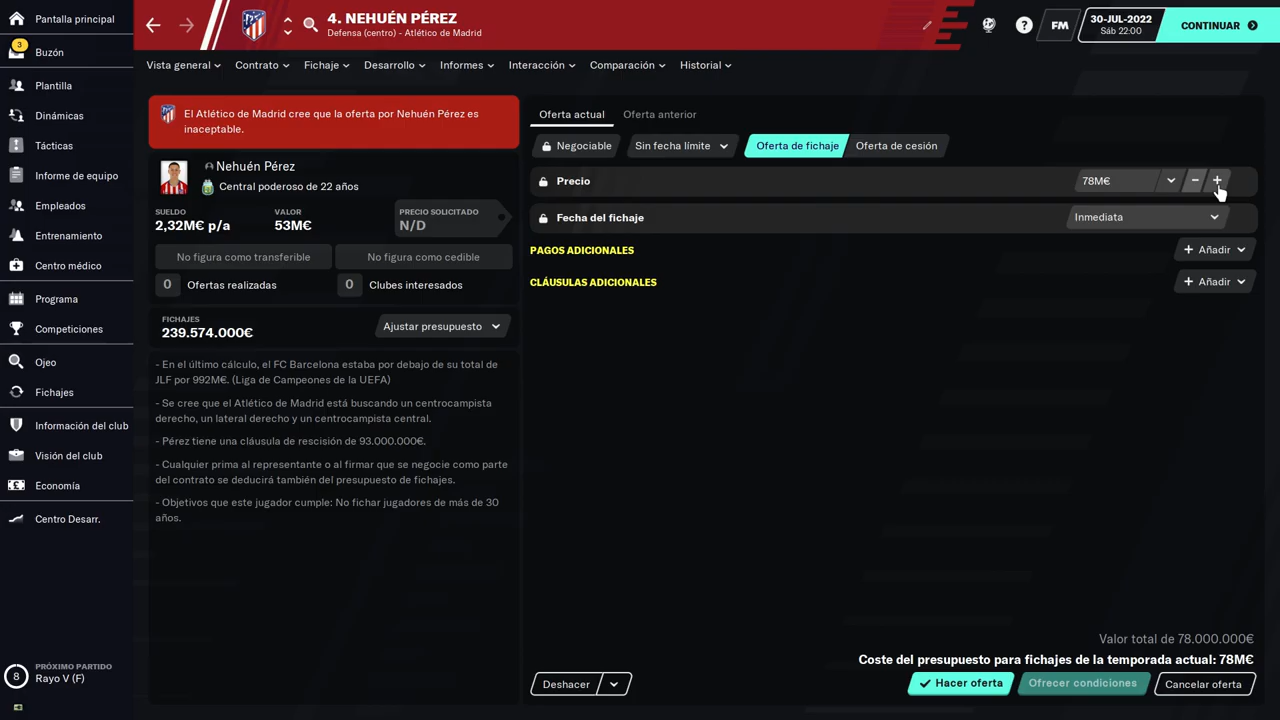 Pantalla principal
3
Buzón
Plantilla
Dinámicas
Tácticas
Informe de equipo
Empleados
Entrenamiento
Centro médico
Programa
Competiciones
Ojeo
Fichajes
Información del club
Visión del club
Economía
Centro Desarr.
8
PRÓXIMO PARTIDO
Rayo V (F)
4. NEHUÉN PÉREZ
Defensa (centro) - Atlético de Madrid
?
FM
30-JUL-2022
Sáb 22:00
CONTINUAR
Vista general
Contrato
Fichaje
Desarrollo
Informes
Interacción
Comparación
Historial
El Atlético de Madrid cree que la oferta por Nehuén Pérez es
inaceptable.
Nehuén Pérez
Central poderoso de 22 años
SUELDO
2,32M€ p/a
VALOR
53M€
PRECIO SOLICITADO
N/D
No figura como transferible
No figura como cedible
0 Ofertas realizadas
0 Clubes interesados
FICHAJES
239.574.000€
Ajustar presupuesto
- En el último cálculo, el FC Barcelona estaba por debajo de su total de
JLF por 992M€. (Liga de Campeones de la UEFA)
- Se cree que el Atlético de Madrid está buscando un centrocampista
derecho, un lateral derecho y un centrocampista central.
- Pérez tiene una cláusula de rescisión de 93.000.000€.
- Cualquier prima al representante o al firmar que se negocie como parte
del contrato se deducirá también del presupuesto de fichajes.
- Objetivos que este jugador cumple: No fichar jugadores de más de 30
años.
Oferta actual
Oferta anterior
Negociable
Sin fecha límite
Oferta de fichaje
Oferta de cesión
Precio
78M€
- +
Fecha del fichaje
Inmediata
PAGOS ADICIONALES
+ Añadir
CLÁUSULAS ADICIONALES
+ Añadir
Valor total de 78.000.000€
Coste del presupuesto para fichajes de la temporada actual: 78M€
Deshacer
Hacer oferta
Ofrecer condiciones
Cancelar oferta